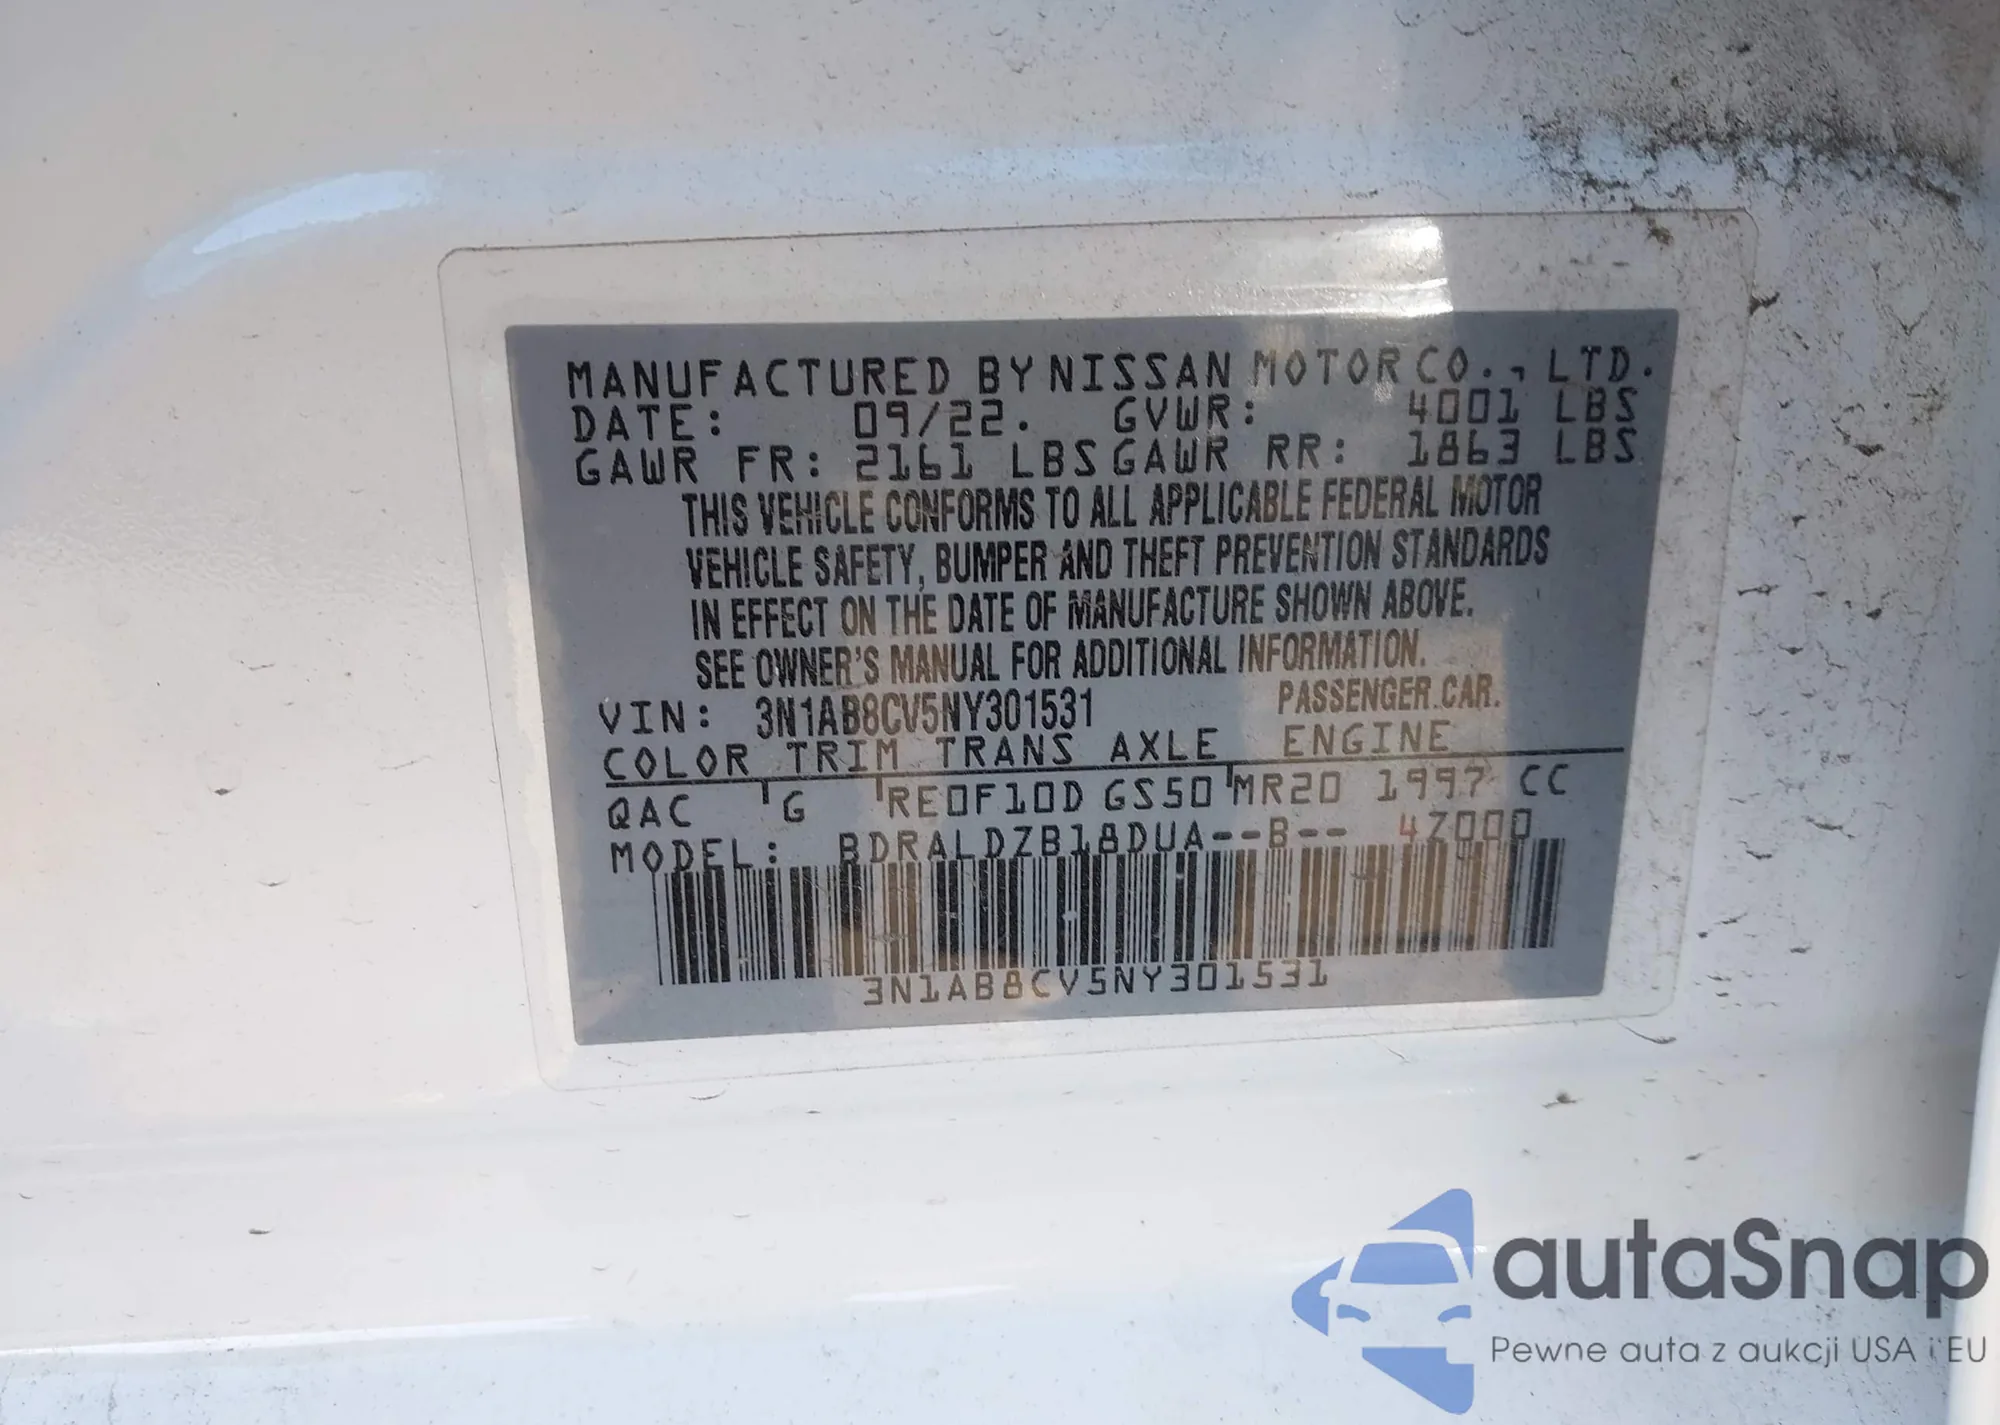 MANUFACTURED BY NISSAN MOTOR CO., LTD.
DATE: 09/22. GVWR: 4001 LBS
GAWR FR: 2161 LBS GAWR RR: 1863 LBS
THIS VEHICLE CONFORMS TO ALL APPLICABLE FEDERAL MOTOR
VEHICLE SAFETY, BUMPER AND THEFT PREVENTION STANDARDS
IN EFFECT ON THE DATE OF MANUFACTURE SHOWN ABOVE.
SEE OWNER'S MANUAL FOR ADDITIONAL INFORMATION.
VIN: 3N1AB8CV5NY301531 PASSENGER CAR.
COLOR TRIM TRANS AXLE ENGINE
QAC G RE0F10D GS50 MR20 1997 CC
MODEL: BDRALDZB18DUA--B-- 4Z000
3N1AB8CV5NY301531
autaSnap
Pewne auta z aukcji USA i EU